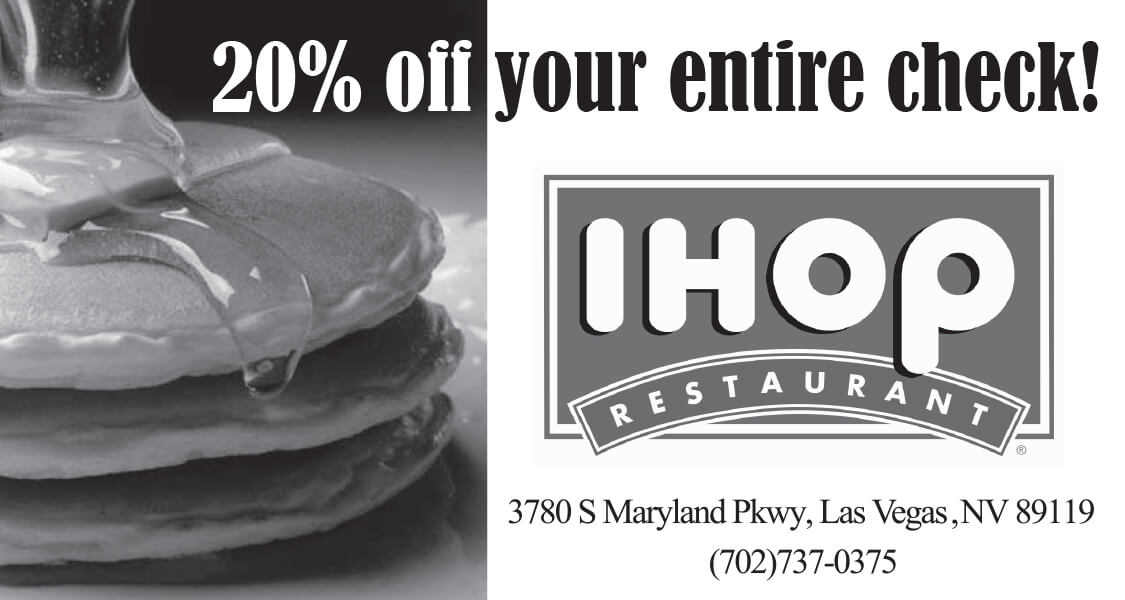 20% off your entire check!
IHOP
RESTAURANT
®
3780 S Maryland Pkwy, Las Vegas, NV 89119
(702)737-0375